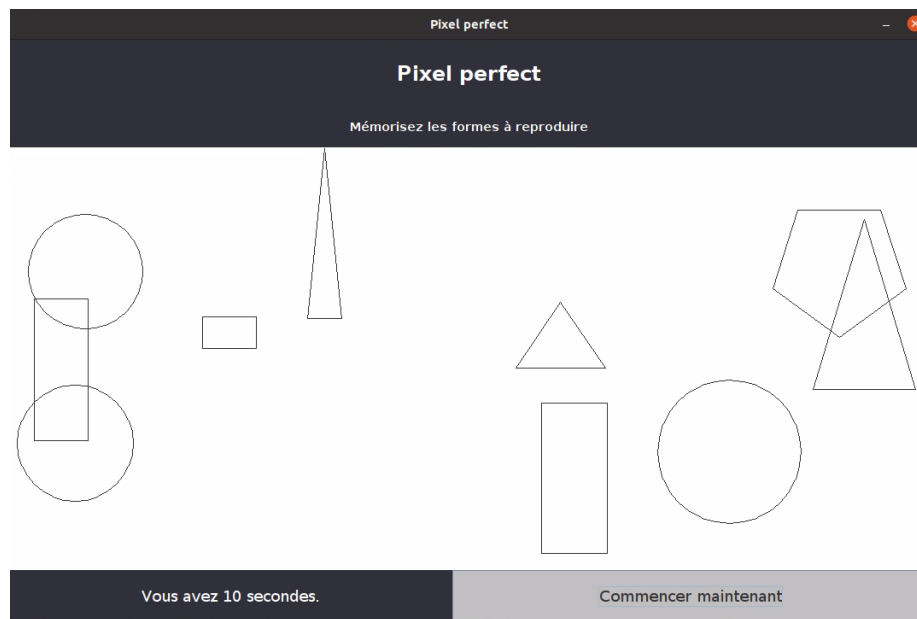 Pixel perfect
Pixel perfect
Mémorisez les formes à reproduire
Vous avez 10 secondes.
Commencer maintenant